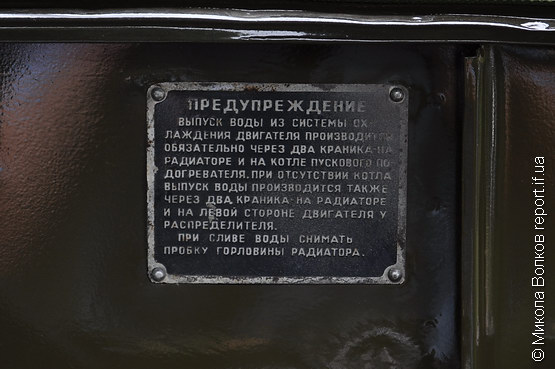 ПРЕДУПРЕЖДЕНИЕ
ВЫПУСК ВОДЫ ИЗ СИСТЕМЫ ОХ-
ЛАЖДЕНИЯ ДВИГАТЕЛЯ ПРОИЗВОДИТЕ
ОБЯЗАТЕЛЬНО ЧЕРЕЗ ДВА КРАНИКА-НА
РАДИАТОРЕ И НА КОТЛЕ ПУСКОВОГО ПО
ДОГРЕВАТЕЛЯ. ПРИ ОТСУТСТВИИ КОТЛА
ВЫПУСК ВОДЫ ПРОИЗВОДИТСЯ ТАКЖЕ
ЧЕРЕЗ ДВА КРАНИКА-НА РАДИАТОРЕ
И НА ЛЕВОЙ СТОРОНЕ ДВИГАТЕЛЯ У
РАСПРЕДЕЛИТЕЛЯ.
ПРИ СЛИВЕ ВОДЫ СНИМАТЬ
ПРОБКУ ГОРЛОВИНЫ РАДИАТОРА.
© Микола Волков report.if.ua